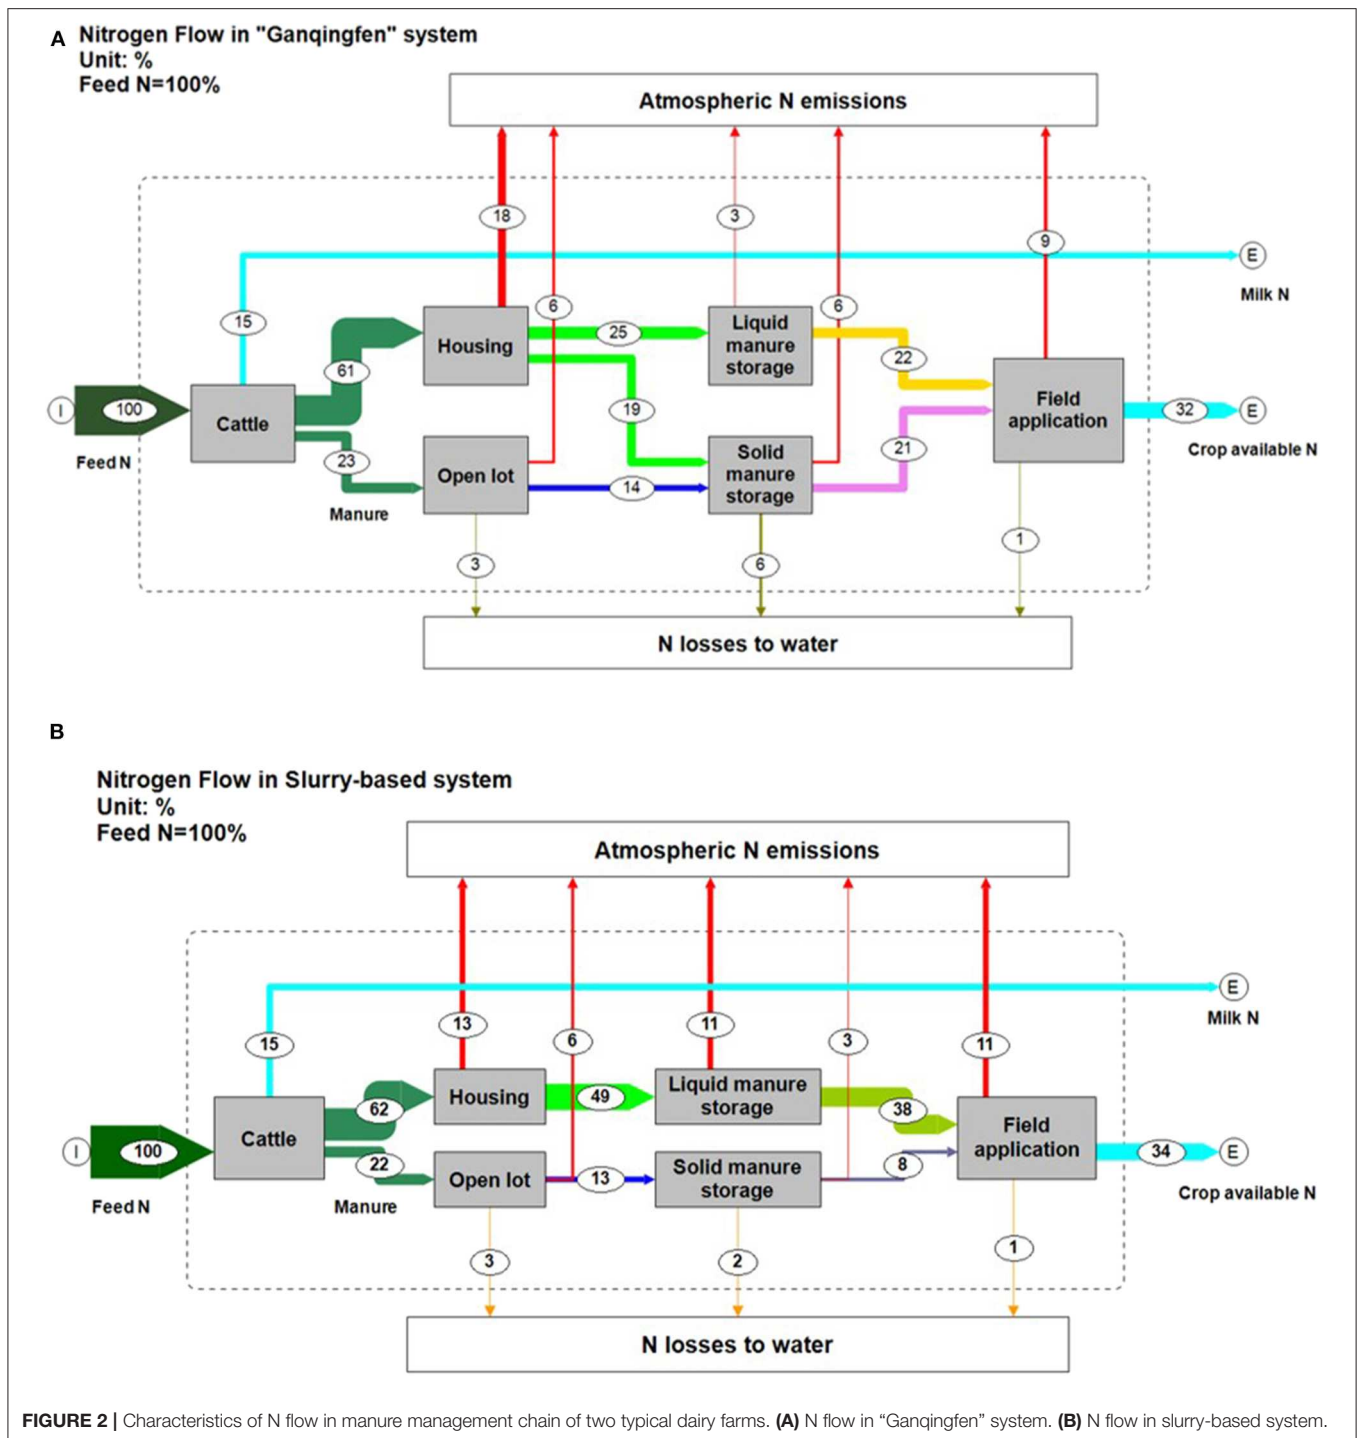 A
Nitrogen Flow in "Ganqingfen" system
Unit: %
Feed N=100%
Atmospheric N emissions
18
3
9
E
Milk N
6
6
15
Housing
25
Liquid
manure
storage
22
61
I
100
Cattle
19
Field
application
32
E
Feed N
Crop available N
23
Open lot
14
Solid
manure
storage
21
Manure
3
6
1
N losses to water
B
Nitrogen Flow in Slurry-based system
Unit: %
Feed N=100%
Atmospheric N emissions
E
Milk N
13
6
11
3
11
15
Housing
49
Liquid manure
storage
38
62
I
100
Cattle
Field
application
34
E
22
Open lot
13
Solid manure
storage
8
Feed N
Manure
Crop available N
3
2
1
N losses to water
FIGURE 2 | Characteristics of N flow in manure management chain of two typical dairy farms. (A) N flow in “Ganqingfen” system. (B) N flow in slurry-based system.